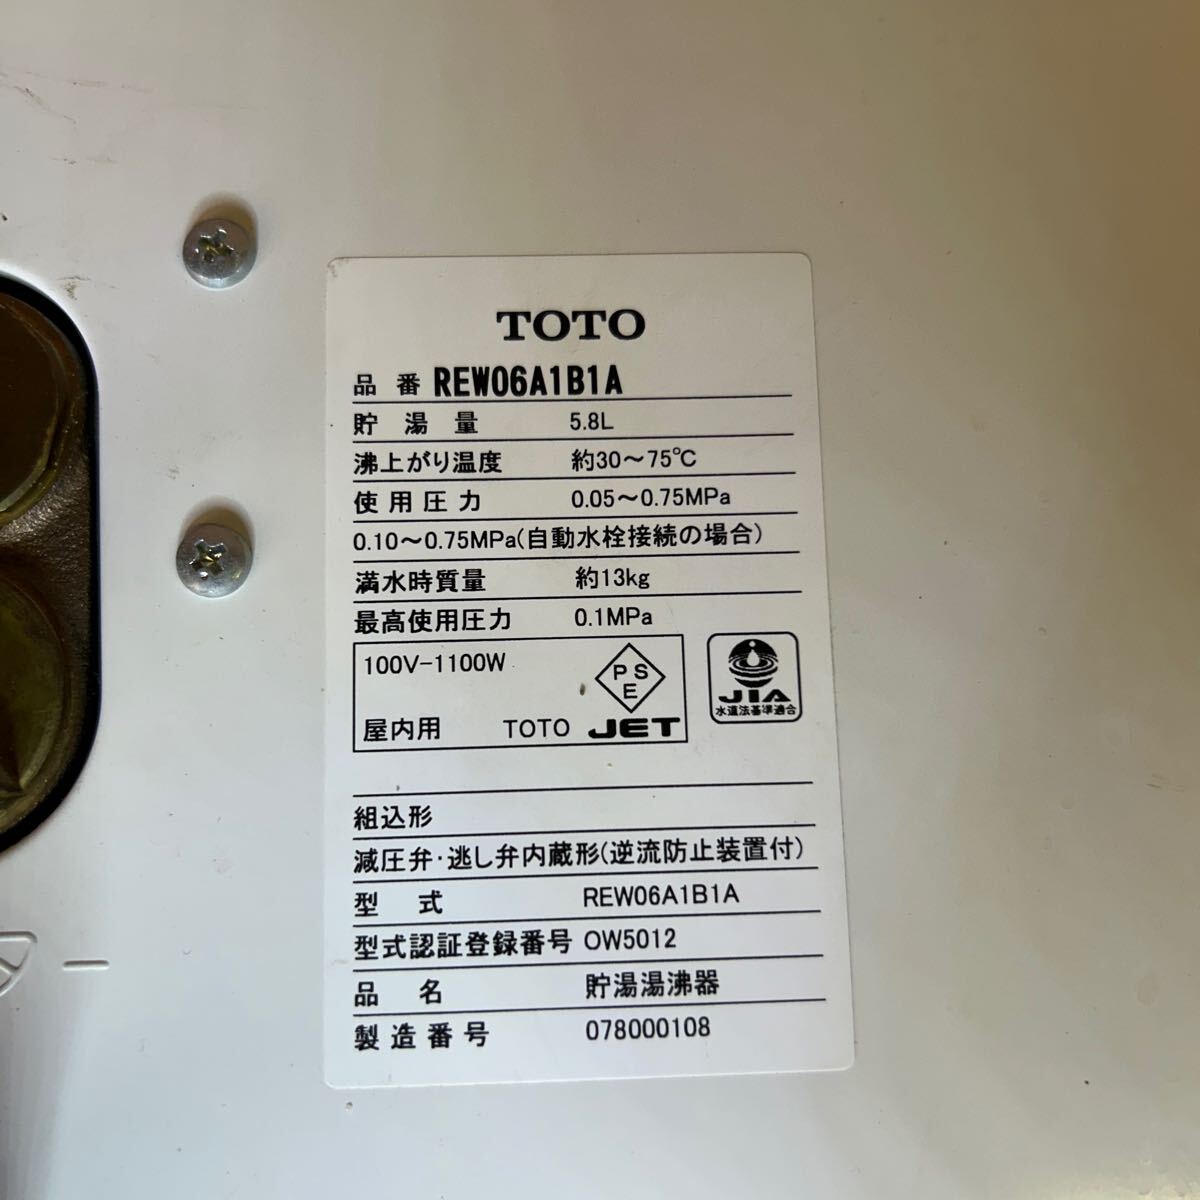 TOTO
品番 REW06A1B1A
貯湯量 5.8L
沸上がり温度 約30～75℃
使用圧力 0.05～0.75MPa
0.10～0.75MPa(自動水栓接続の場合)
満水時質量 約13kg
最高使用圧力 0.1MPa
100V-1100W
PSE
屋内用 TOTO JET
JIA
水道法基準適合
組込形
減圧弁・逃し弁内蔵形(逆流防止装置付)
型式 REW06A1B1A
型式認証登録番号 OW5012
品名 貯湯湯沸器
製造番号 078000108